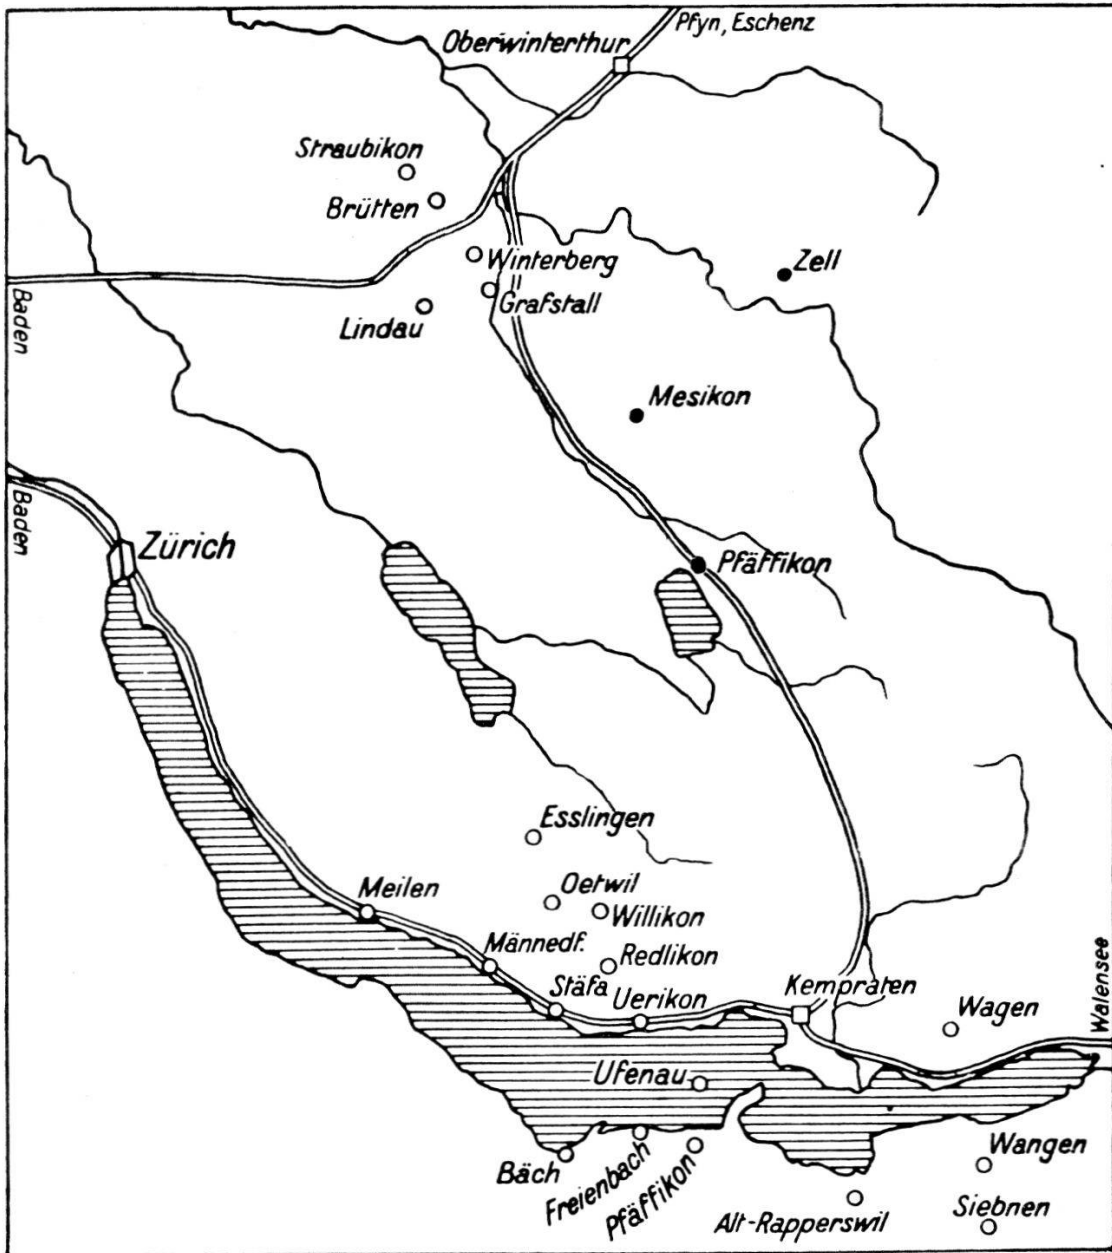 Pfyn, Eschenz
Oberwinterthur
Straubikon
Brütten
Winterberg
Zell
Grafstall
Baden
Lindau
Mesikon
Baden
Zürich
Pfäffikon
Esslingen
Oetwil
Meilen
Willikon
Männedf.
Redlikon
Stäfa
Uerikon
Kempraten
Wagen
Walensee
Ufenau
Bäch
Freienbach
Pfäffikon
Wangen
Alt-Rapperswil
Siebnen